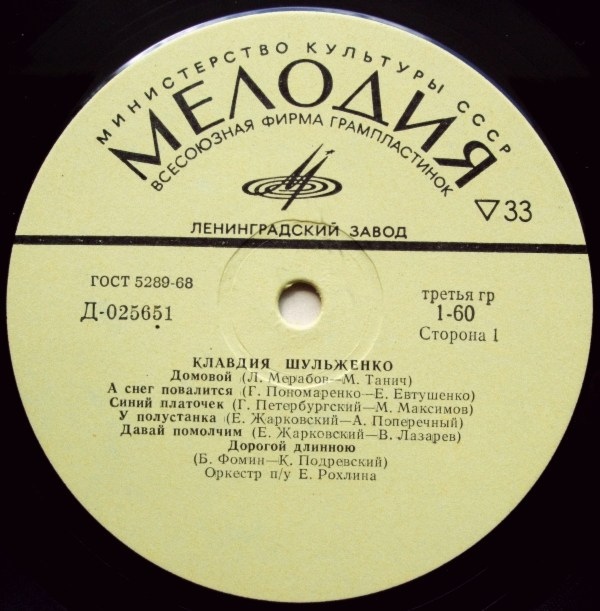 МИНИСТЕРСТВО КУЛЬТУРЫ СССР
МЕЛОДИЯ
ВСЕСОЮЗНАЯ ФИРМА ГРАМПЛАСТИНОК
▽33
ЛЕНИНГРАДСКИЙ ЗАВОД
ГОСТ 5289-68
Д-025651
третья гр
1-60
Сторона 1
КЛАВДИЯ ШУЛЬЖЕНКО
Домовой (Л. Мерабов—М. Танич)
А снег повалится (Г. Пономаренко—Е. Евтушенко)
Синий платочек (Г. Петербургский—М. Максимов)
У полустанка (Е. Жарковский—А. Поперечный)
Давай помолчим (Е. Жарковский—В. Лазарев)
Дорогой длинною
(Б. Фомин—К. Подревский)
Оркестр п/у Е. Рохлина